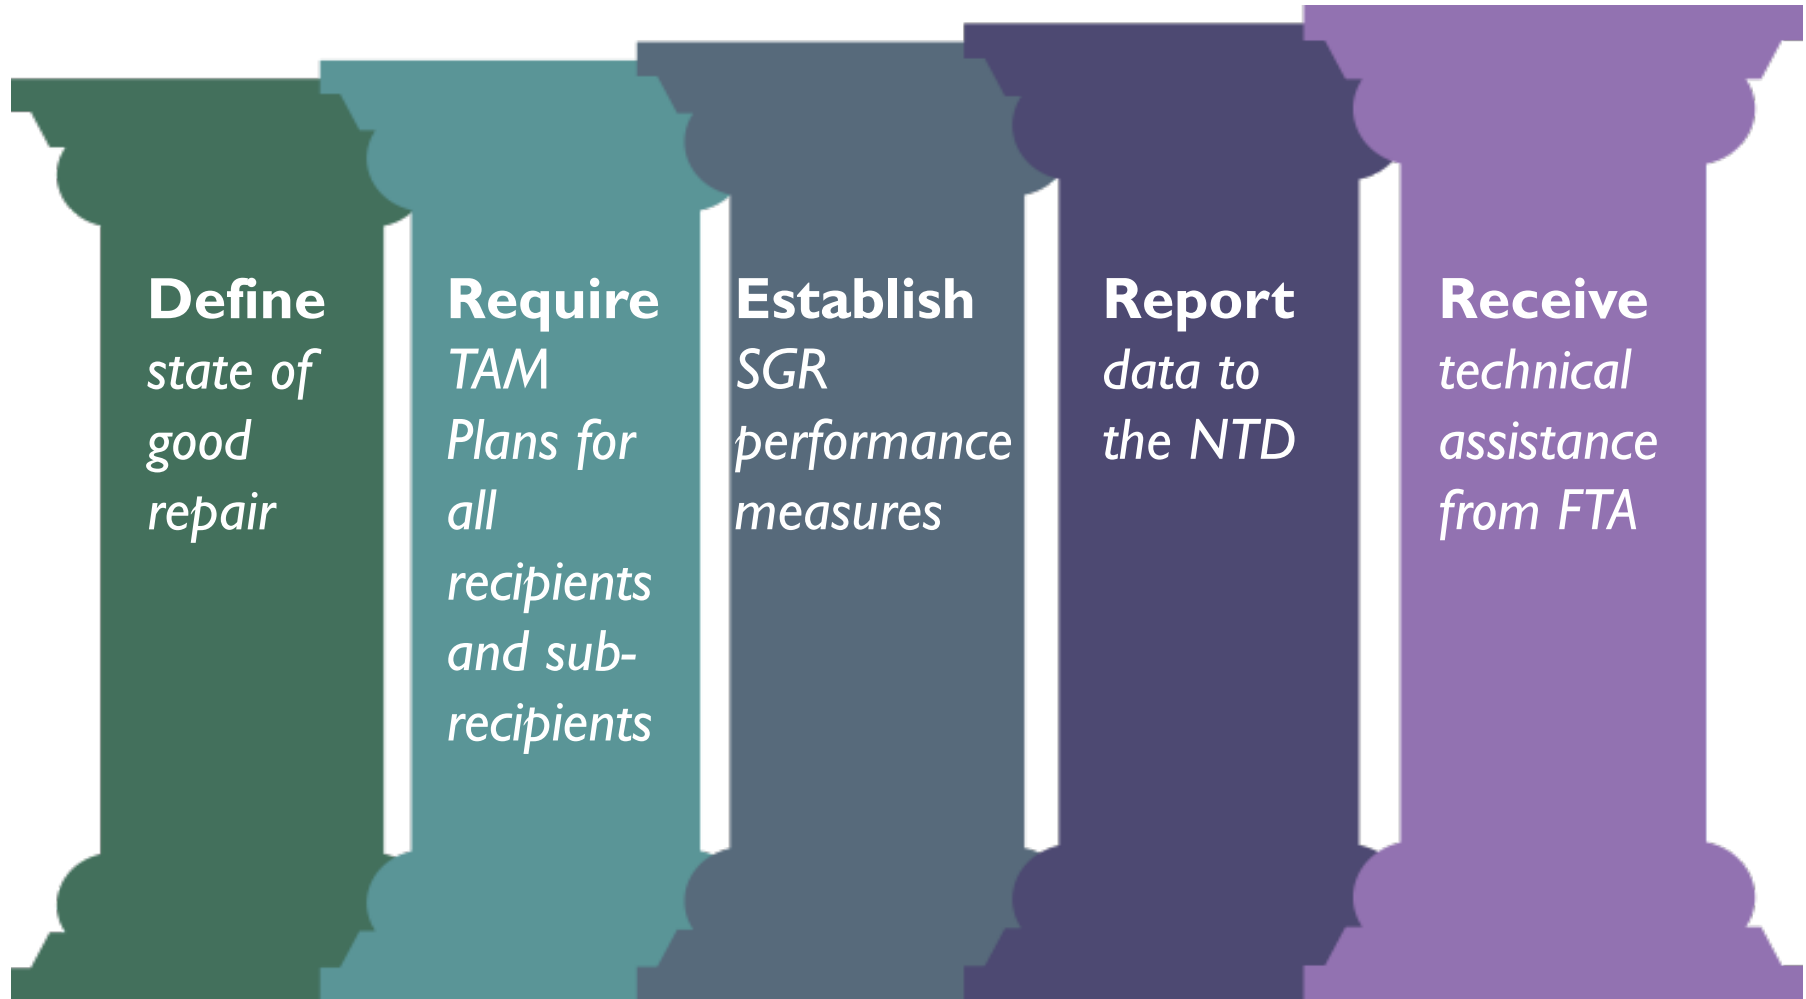 Define
state of
good
repair
Require
TAM
Plans for
all
recipients
and sub-
recipients
Establish
SGR
performance
measures
Report
data to
the NTD
Receive
technical
assistance
from FTA